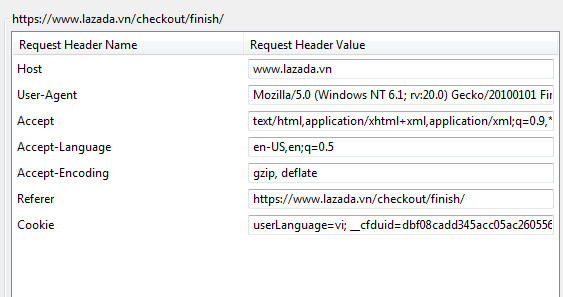 https://www.lazada.vn/checkout/finish/
Request Header Name Request Header Value
Host www.lazada.vn
User-Agent Mozilla/5.0 (Windows NT 6.1; rv:20.0) Gecko/20100101 Fir
Accept text/html,application/xhtml+xml,application/xml;q=0.9,*
Accept-Language en-US,en;q=0.5
Accept-Encoding gzip, deflate
Referer https://www.lazada.vn/checkout/finish/
Cookie userLanguage=vi; __cfduid=dbf08cadd345acc05ac260556